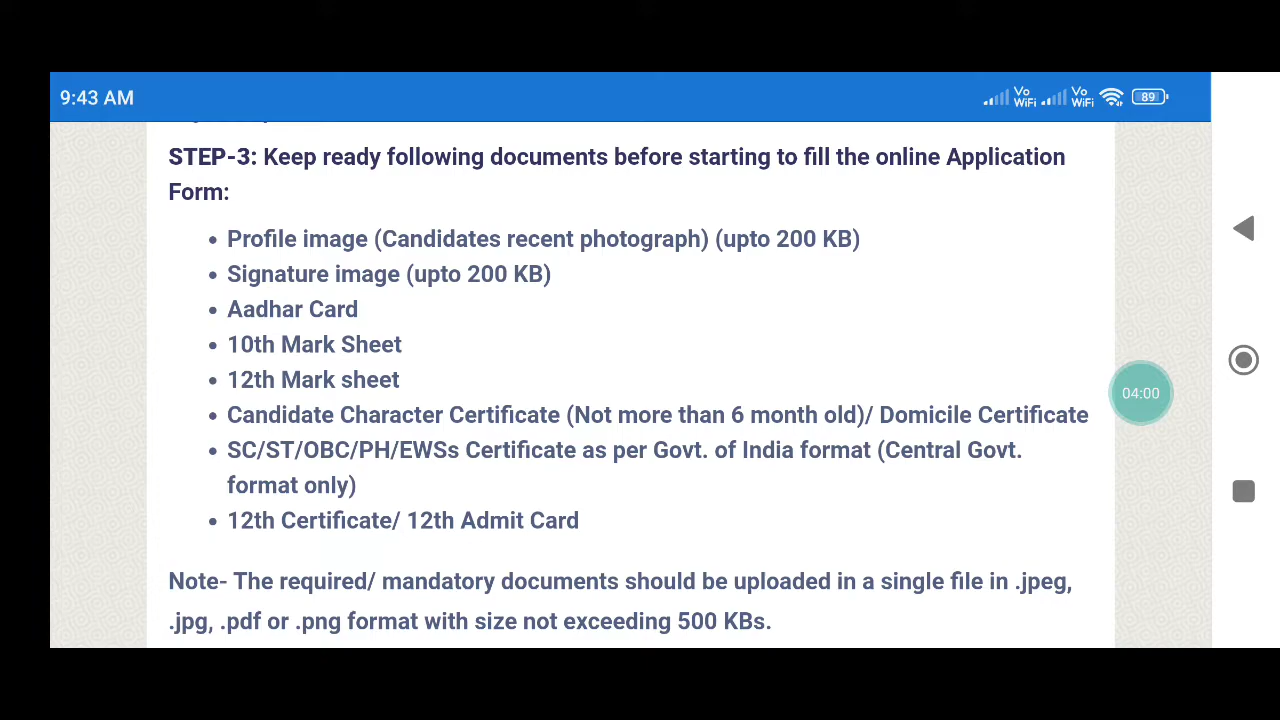 9:43 AM
Vo WiFi Vo WiFi 89
STEP-3: Keep ready following documents before starting to fill the online Application
Form:
• Profile image (Candidates recent photograph) (upto 200 KB)
• Signature image (upto 200 KB)
• Aadhar Card
• 10th Mark Sheet
• 12th Mark sheet
04:00
• Candidate Character Certificate (Not more than 6 month old)/ Domicile Certificate
• SC/ST/OBC/PH/EWSs Certificate as per Govt. of India format (Central Govt.
format only)
• 12th Certificate/ 12th Admit Card
Note- The required/ mandatory documents should be uploaded in a single file in .jpeg,
.jpg, .pdf or .png format with size not exceeding 500 KBs.